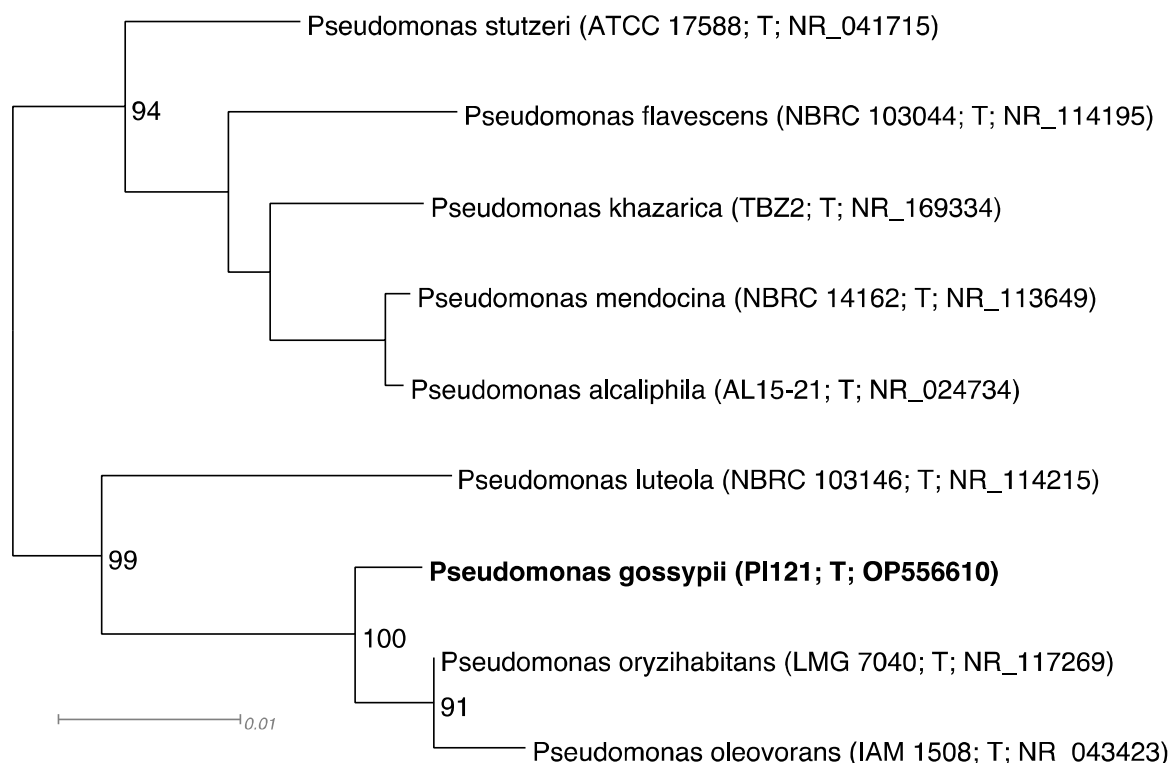 Pseudomonas stutzeri (ATCC 17588; T; NR_041715)
94
Pseudomonas flavescens (NBRC 103044; T; NR_114195)
Pseudomonas khazarica (TBZ2; T; NR_169334)
Pseudomonas mendocina (NBRC 14162; T; NR_113649)
Pseudomonas alcaliphila (AL15-21; T; NR_024734)
Pseudomonas luteola (NBRC 103146; T; NR_114215)
99
Pseudomonas gossypii (PI121; T; OP556610)
100
Pseudomonas oryzihabitans (LMG 7040; T; NR_117269)
91
0.01
Pseudomonas oleovorans (IAM 1508; T; NR_043423)